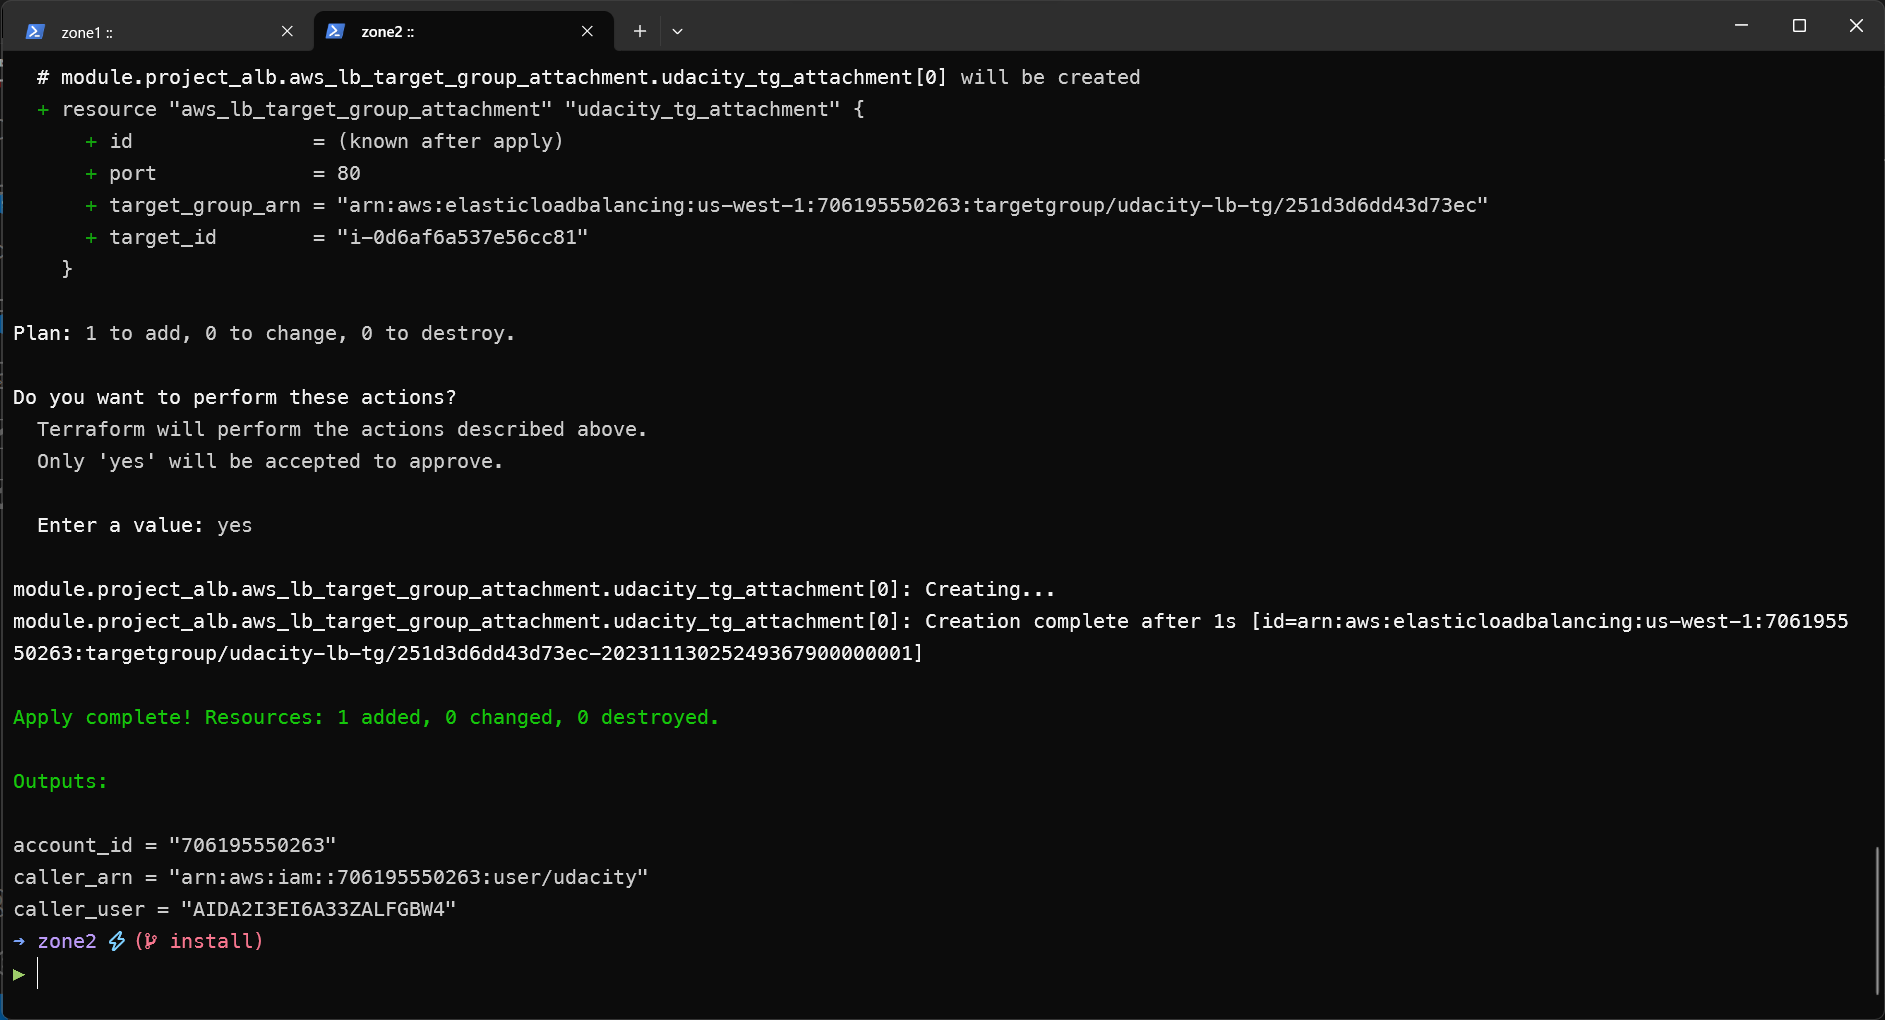 zone1 ::
zone2 ::
# module.project_alb.aws_lb_target_group_attachment.udacity_tg_attachment[0] will be created
+ resource "aws_lb_target_group_attachment" "udacity_tg_attachment" {
+ id = (known after apply)
+ port = 80
+ target_group_arn = "arn:aws:elasticloadbalancing:us-west-1:706195550263:targetgroup/udacity-lb-tg/251d3d6dd43d73ec"
+ target_id = "i-0d6af6a537e56cc81"
}
Plan: 1 to add, 0 to change, 0 to destroy.
Do you want to perform these actions?
Terraform will perform the actions described above.
Only 'yes' will be accepted to approve.
Enter a value: yes
module.project_alb.aws_lb_target_group_attachment.udacity_tg_attachment[0]: Creating...
module.project_alb.aws_lb_target_group_attachment.udacity_tg_attachment[0]: Creation complete after 1s [id=arn:aws:elasticloadbalancing:us-west-1:7061955
50263:targetgroup/udacity-lb-tg/251d3d6dd43d73ec-20231113025249367900000001]
Apply complete! Resources: 1 added, 0 changed, 0 destroyed.
Outputs:
account_id = "706195550263"
caller_arn = "arn:aws:iam::706195550263:user/udacity"
caller_user = "AIDA2I3EI6A33ZALFGBW4"
➜ zone2 ⚡ ( install)
▶